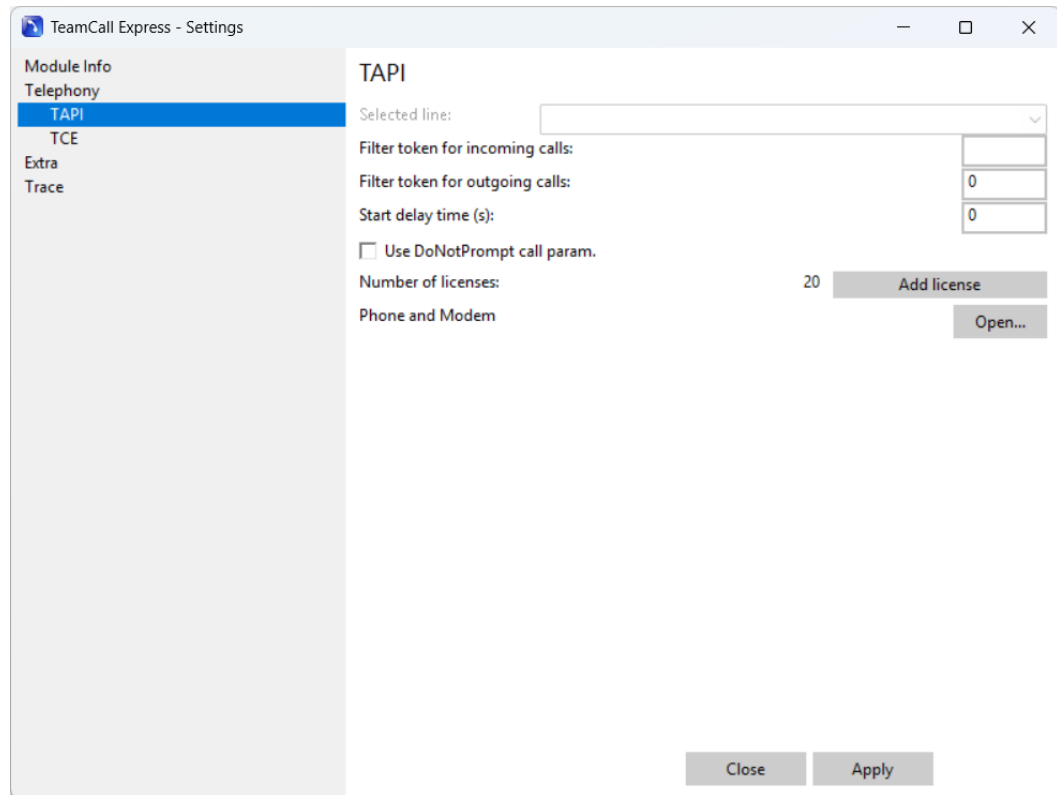 TeamCall Express - Settings
Module Info
Telephony
TAPI
TCE
Extra
Trace
TAPI
Selected line:
Filter token for incoming calls:
Filter token for outgoing calls: 0
Start delay time (s): 0
Use DoNotPrompt call param.
Number of licenses: 20 Add license
Phone and Modem Open...
Close Apply